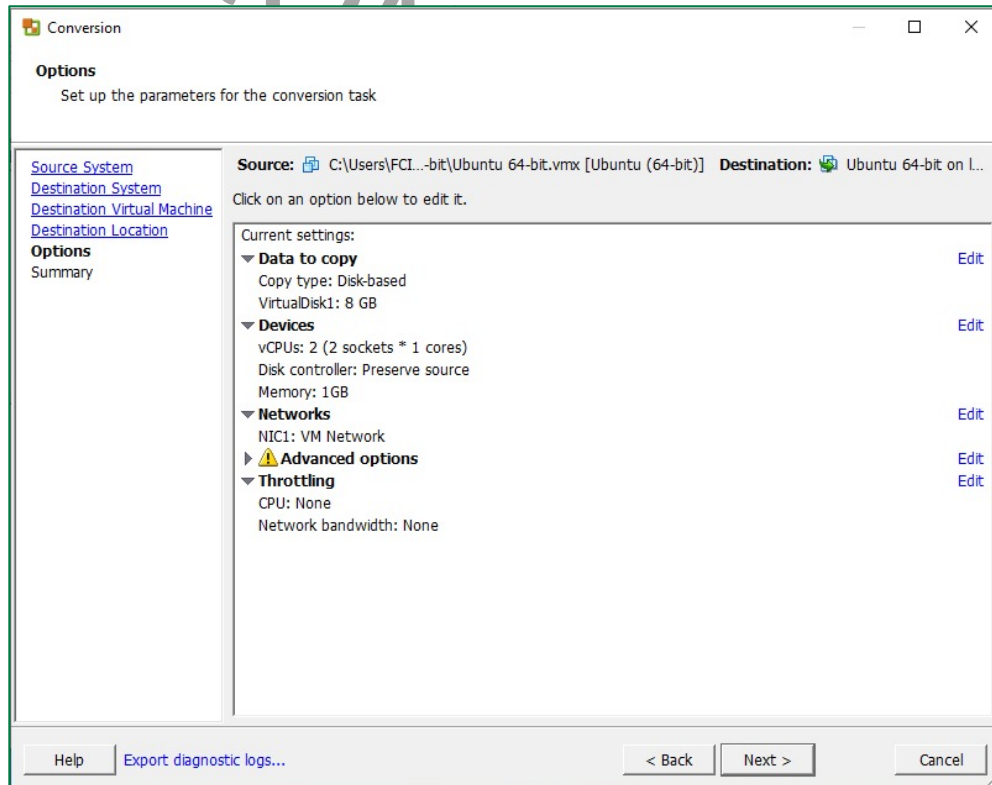 Conversion
Options
Set up the parameters for the conversion task
Source System
Destination System
Destination Virtual Machine
Destination Location
Options
Summary
Source: C:\Users\FCI...-bit\Ubuntu 64-bit.vmx [Ubuntu (64-bit)] Destination: Ubuntu 64-bit on l...
Click on an option below to edit it.
Current settings:
Data to copy Edit
Copy type: Disk-based
VirtualDisk1: 8 GB
Devices Edit
vCPUs: 2 (2 sockets * 1 cores)
Disk controller: Preserve source
Memory: 1GB
Networks Edit
NIC1: VM Network
Advanced options Edit
Throttling Edit
CPU: None
Network bandwidth: None
Help Export diagnostic logs... < Back Next > Cancel